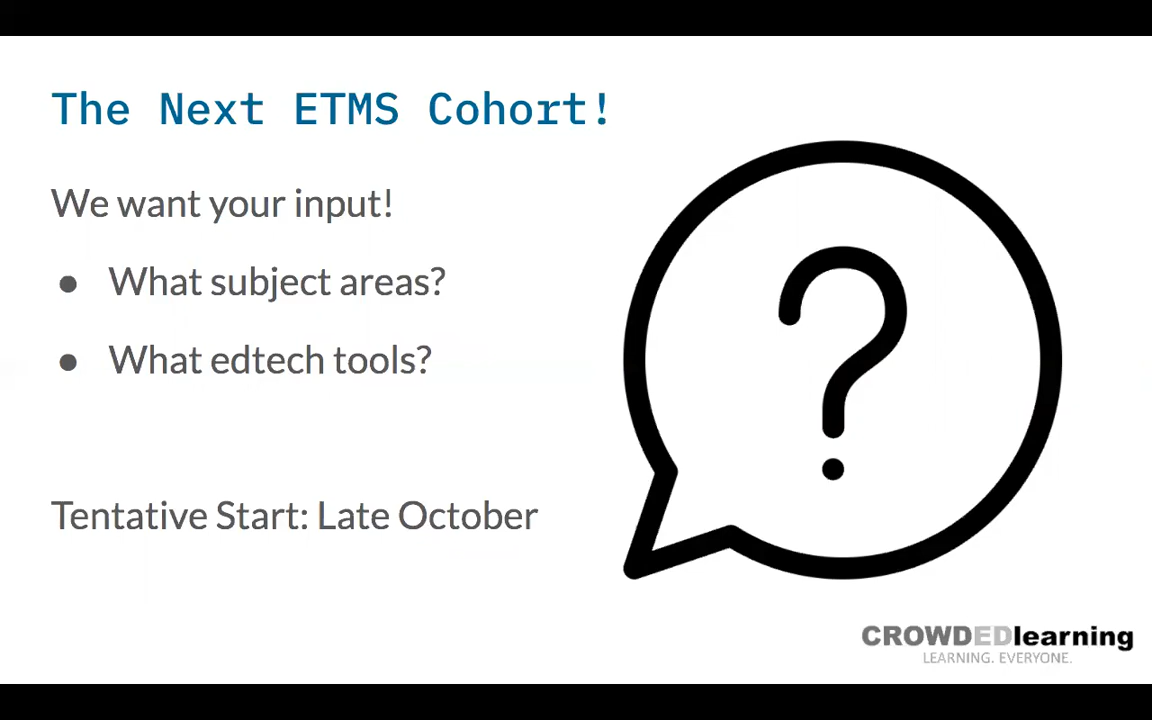 The Next ETMS Cohort!
We want your input!
● What subject areas?
● What edtech tools?
Tentative Start: Late October
?
CROWDEDlearning
LEARNING. EVERYONE.